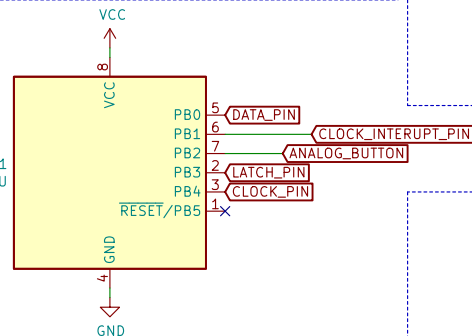 VCC
8
VCC
PB0 5 DATA_PIN
PB1 6 CLOCK_INTERUPT_PIN
PB2 7 ANALOG_BUTTON
PB3 2 LATCH_PIN
1
U
PB4 3 CLOCK_PIN
RESET/PB5 1
GND
4
GND